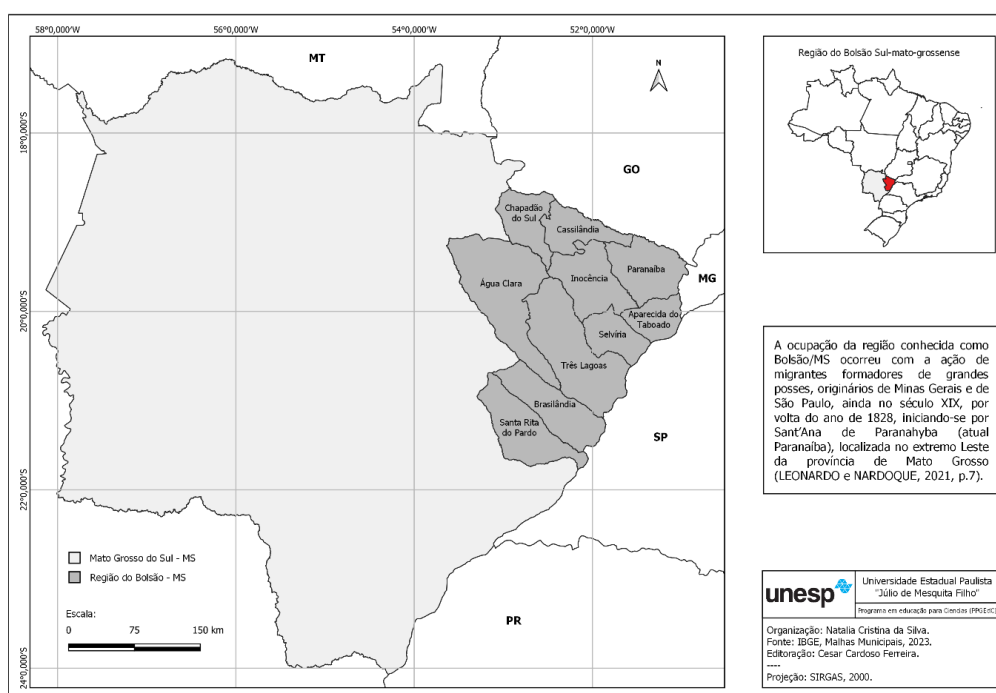 58°0,000'W 56°0,000'W 54°0,000'W 52°0,000'W
MT
N
18°0,000'S
GO
Chapadão
do Sul
Cassilândia
Água Clara
Inocência
Paranaíba
MG
20°0,000'S
Aparecida do
Taboado
Selvíria
Três Lagoas
Brasilândia
Santa Rita
do Pardo
SP
22°0,000'S
Mato Grosso do Sul - MS
Região do Bolsão - MS
Escala:
0 75 150 km
PR
24°0,000'S
Região do Bolsão Sul-mato-grossense
A ocupação da região conhecida como
Bolsão/MS ocorreu com a ação de
migrantes formadores de grandes
posses, originários de Minas Gerais e de
São Paulo, ainda no século XIX, por
volta do ano de 1828, iniciando-se por
Sant'Ana de Paranahyba (atual
Paranaíba), localizada no extremo Leste
da província de Mato Grosso
(LEONARDO e NARDOQUE, 2021, p.7).
unesp
Universidade Estadual Paulista
"Júlio de Mesquita Filho"
Programa em educação para Ciencias (PPGEdC)
Organização: Natalia Cristina da Silva.
Fonte: IBGE, Malhas Municipais, 2023.
Editoração: Cesar Cardoso Ferreira.
----
Projeção: SIRGAS, 2000.